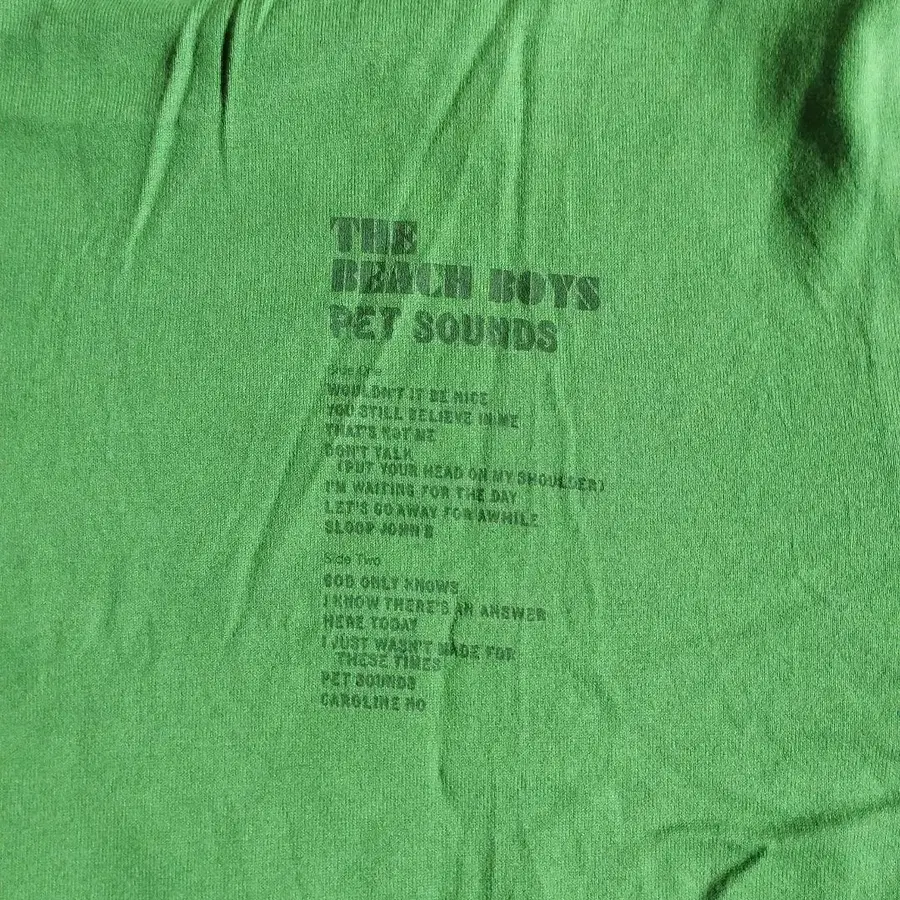 THE
BEACH BOYS
PET SOUNDS
Side One
WOULDN'T IT BE NICE
YOU STILL BELIEVE IN ME
THAT'S NOT ME
DON'T TALK
(PUT YOUR HEAD ON MY SHOULDER)
I'M WAITING FOR THE DAY
LET'S GO AWAY FOR AWHILE
SLOOP JOHN B
Side Two
GOD ONLY KNOWS
I KNOW THERE'S AN ANSWER
HERE TODAY
I JUST WASN'T MADE FOR
THESE TIMES
PET SOUNDS
CAROLINE NO